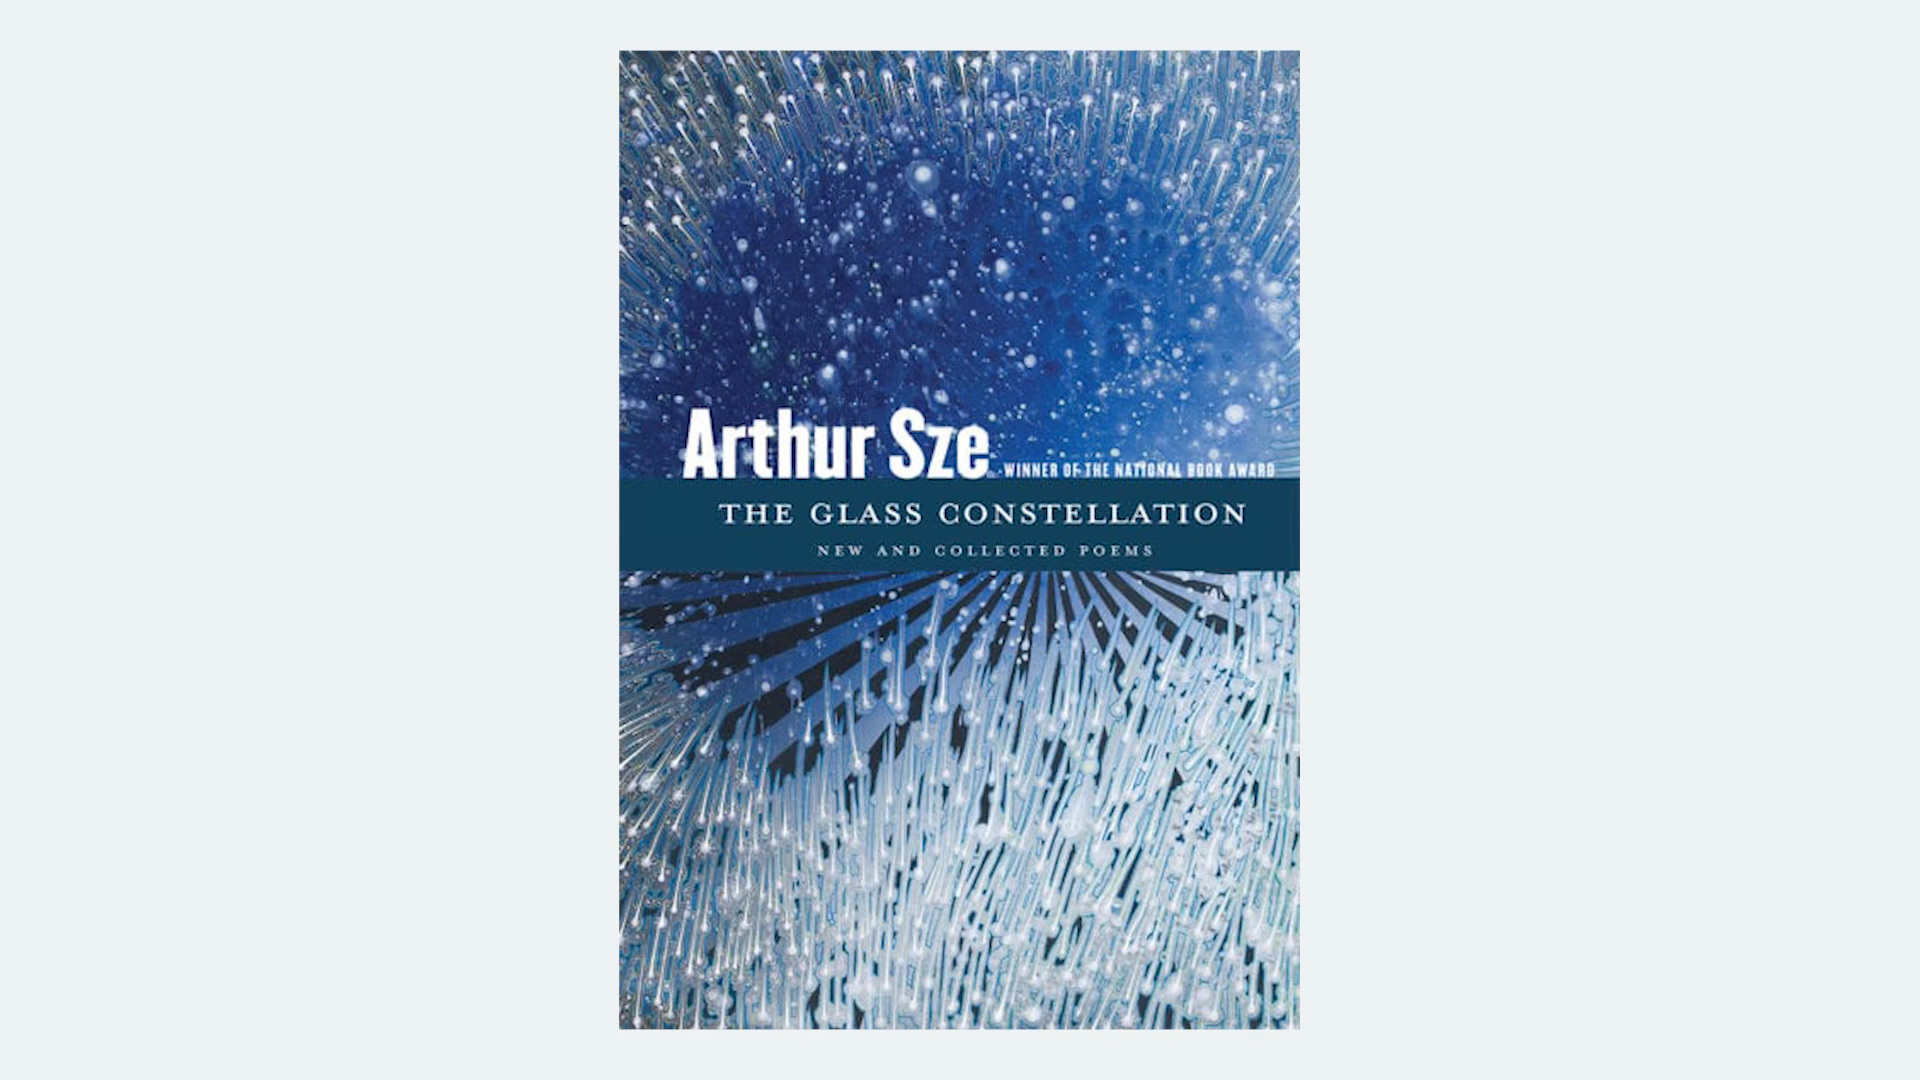 Arthur Sze WINNER OF THE NATIONAL BOOK AWARD
THE GLASS CONSTELLATION
NEW AND COLLECTED POEMS